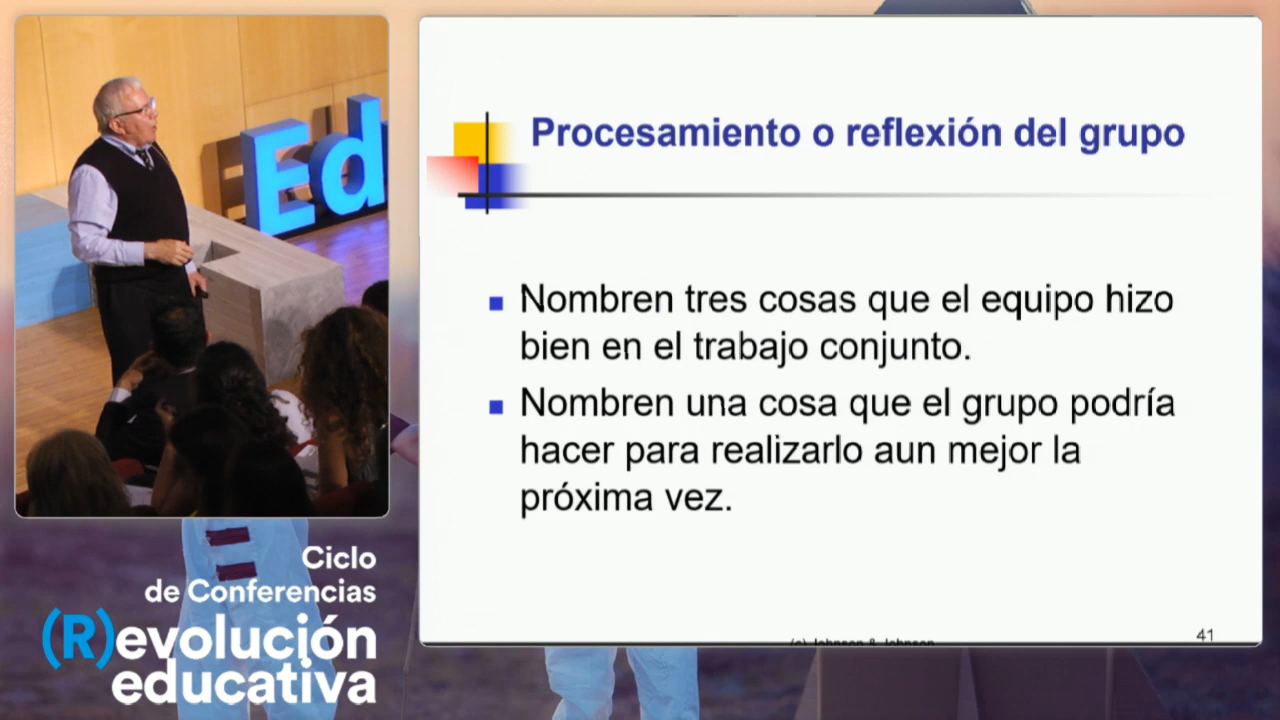 Ed
Procesamiento o reflexión del grupo
Nombren tres cosas que el equipo hizo
bien en el trabajo conjunto.
Nombren una cosa que el grupo podría
hacer para realizarlo aun mejor la
próxima vez.
(c) Johnson & Johnson
41
Ciclo
de Conferencias
(R)evolución
educativa